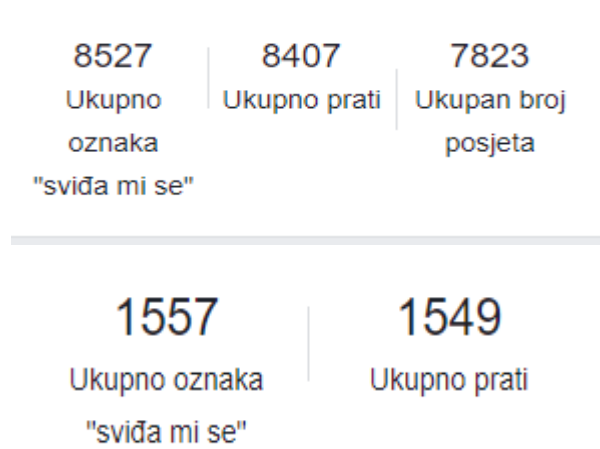 8527 8407 7823
Ukupno Ukupno prati Ukupan broj
oznaka posjeta
"sviđa mi se"
1557 1549
Ukupno oznaka Ukupno prati
"sviđa mi se"